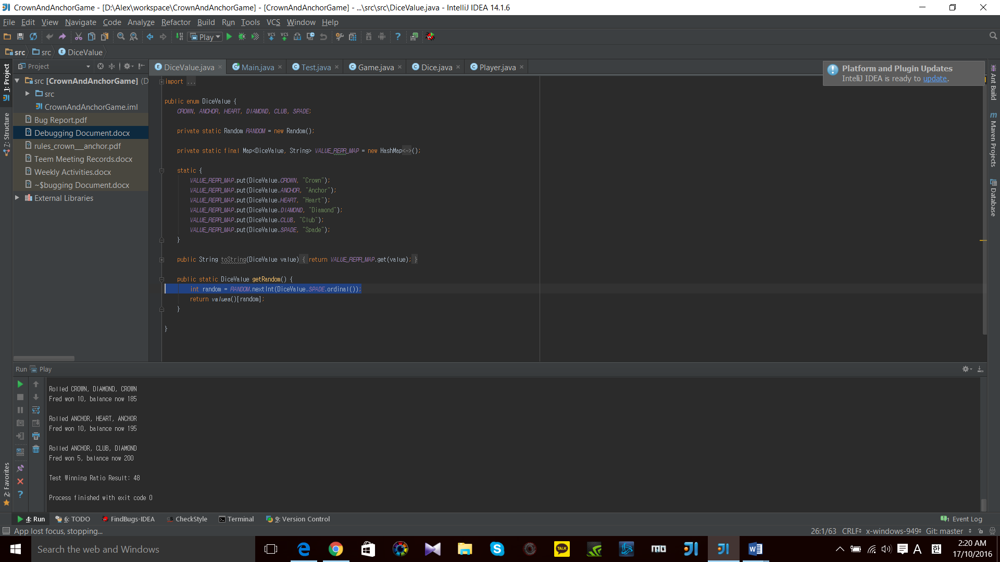 CrownAndAnchorGame - [D:\Alex\workspace\CrownAndAnchorGame] - [CrownAndAnchorGame] - ...\src\src\DiceValue.java - IntelliJ IDEA 14.1.6
File Edit View Navigate Code Analyze Refactor Build Run Tools VCS Window Help
Play
src src DiceValue
1: Project
7: Structure
2: Favorites
Project
src [CrownAndAnchorGame] (D
src
CrownAndAnchorGame.iml
Bug Report.pdf
Debugging Document.docx
rules_crown___anchor.pdf
Teem Meeting Records.docx
Weekly Activities.docx
~$bugging Document.docx
External Libraries
DiceValue.java Main.java Test.java Game.java Dice.java Player.java
Platform and Plugin Updates
IntelliJ IDEA is ready to update.
Ant Build
Maven Projects
Database
import ...
public enum DiceValue {
CROWN, ANCHOR, HEART, DIAMOND, CLUB, SPADE;
private static Random RANDOM = new Random();
private static final Map<DiceValue, String> VALUE_REPR_MAP = new HashMap<~>();
static {
VALUE_REPR_MAP.put(DiceValue.CROWN, "Crown");
VALUE_REPR_MAP.put(DiceValue.ANCHOR, "Anchor");
VALUE_REPR_MAP.put(DiceValue.HEART, "Heart");
VALUE_REPR_MAP.put(DiceValue.DIAMOND, "Diamond");
VALUE_REPR_MAP.put(DiceValue.CLUB, "Club");
VALUE_REPR_MAP.put(DiceValue.SPADE, "Spade");
}
public String toString(DiceValue value) { return VALUE_REPR_MAP.get(value); }
public static DiceValue getRandom() {
int random = RANDOM.nextInt(DiceValue.SPADE.ordinal());
return values()[random];
}
}
Run Play
Rolled CROWN, DIAMOND, CROWN
Fred won 10, balance now 185
Rolled ANCHOR, HEART, ANCHOR
Fred won 10, balance now 195
Rolled ANCHOR, CLUB, DIAMOND
Fred won 5, balance now 200
Test Winning Ratio Result: 48
Process finished with exit code 0
4: Run 6: TODO FindBugs-IDEA CheckStyle Terminal 9: Version Control Event Log
App lost focus, stopping... 26:1/63 CRLF x-windows-949 Git: master
Search the web and Windows
A 한
2:20 AM
17/10/2016